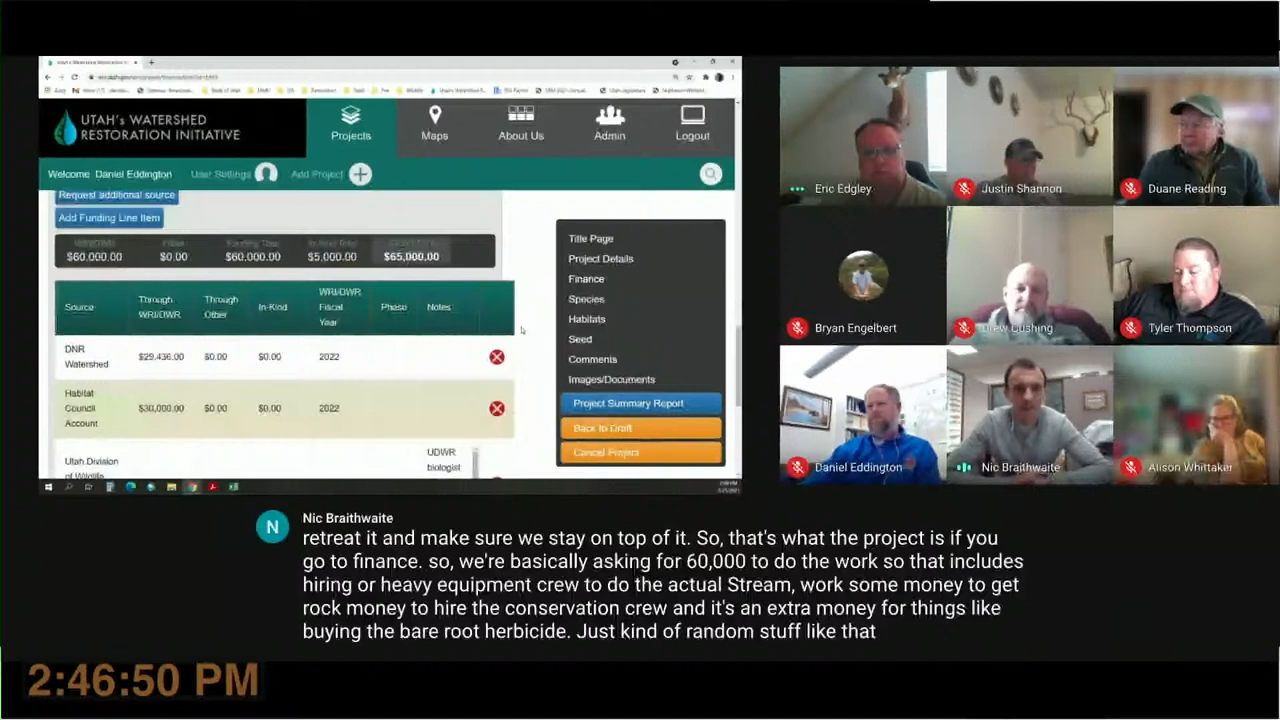 UTAH's WATERSHED
RESTORATION INITIATIVE
Projects
Maps
About Us
Admin
Logout
Welcome Daniel Eddington
User Settings
Add Project
Request additional source
Add Funding Line Item
$60,000.00 $0.00 $60,000.00 $5,000.00 $65,000.00
Source Through WRI/DWR Through Other In-Kind WRI/DWR Fiscal Year Phase Notes
DNR Watershed $29,436.00 $0.00 $0.00 2022
Habitat Council Account $30,000.00 $0.00 $0.00 2022
Utah Division
of Wildlife
UDWR
biologist
Title Page
Project Details
Finance
Species
Habitats
Seed
Comments
Images/Documents
Project Summary Report
Back to Draft
Cancel Project
Eric Edgley
Justin Shannon
Duane Reading
Bryan Engelbert
Drew Cushing
Tyler Thompson
Daniel Eddington
Nic Braithwaite
Alison Whittaker
N
Nic Braithwaite
retreat it and make sure we stay on top of it. So, that's what the project is if you
go to finance. so, we're basically asking for 60,000 to do the work so that includes
hiring or heavy equipment crew to do the actual Stream, work some money to get
rock money to hire the conservation crew and it's an extra money for things like
buying the bare root herbicide. Just kind of random stuff like that
2:46:50 PM